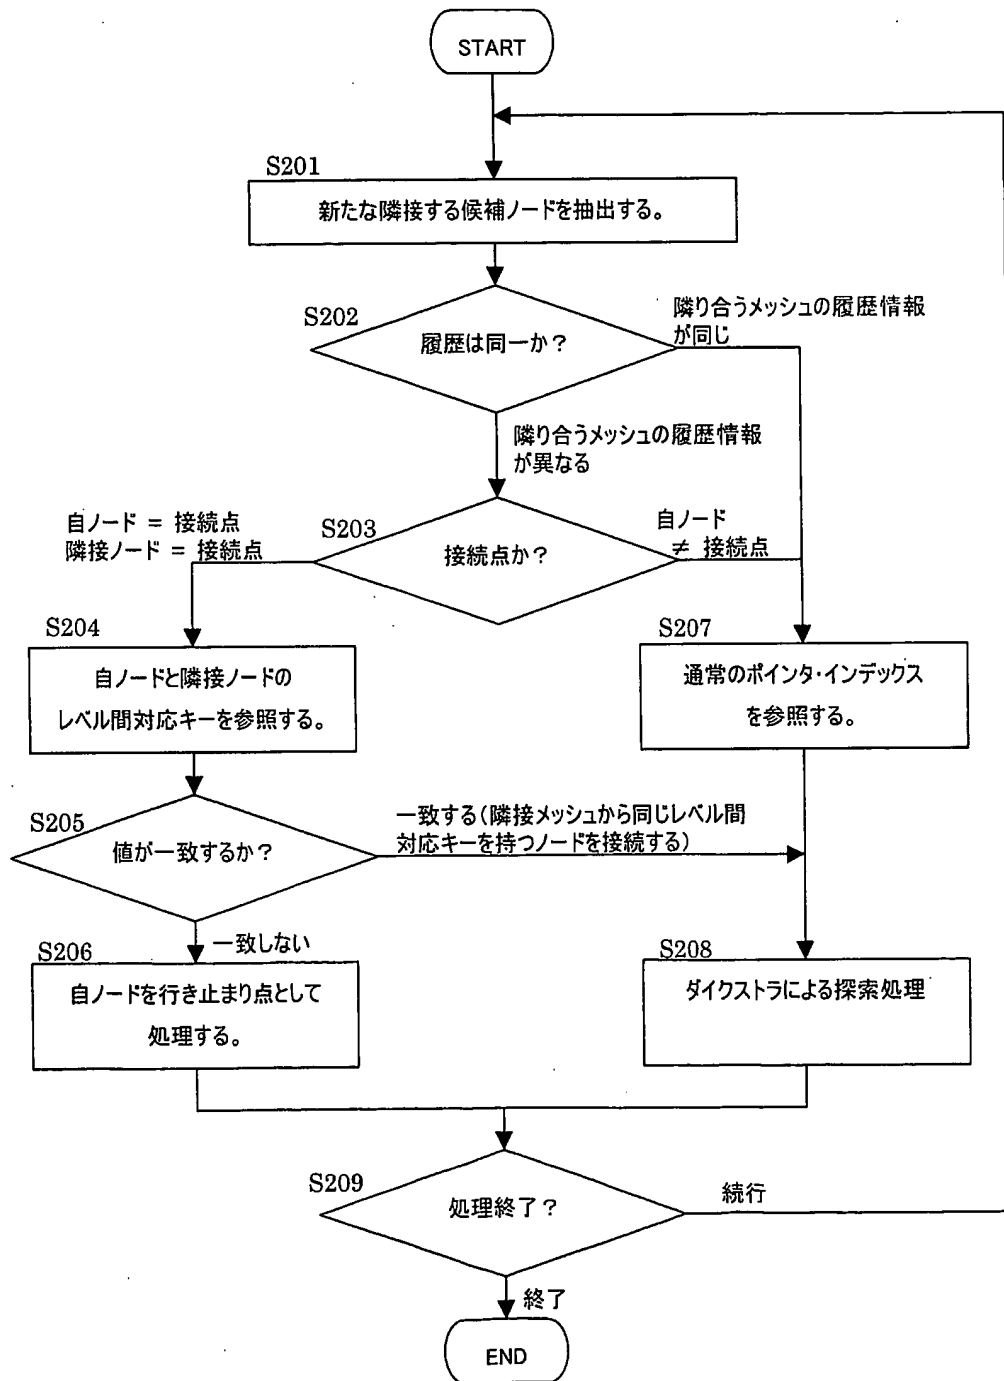 START
S201
新たな隣接する候補ノードを抽出する。
S202
履歴は同一か？
隣り合うメッシュの履歴情報
が同じ
隣り合うメッシュの履歴情報
が異なる
自ノード = 接続点
隣接ノード = 接続点
S203
接続点か？
自ノード
≠ 接続点
S204
自ノードと隣接ノードの
レベル間対応キーを参照する。
S207
通常のポインタ・インデックス
を参照する。
S205
値が一致するか？
一致する(隣接メッシュから同じレベル間
対応キーを持つノードを接続する)
一致しない
S206
自ノードを行き止まり点として
処理する。
S208
ダイクストラによる探索処理
S209
処理終了？
続行
終了
END